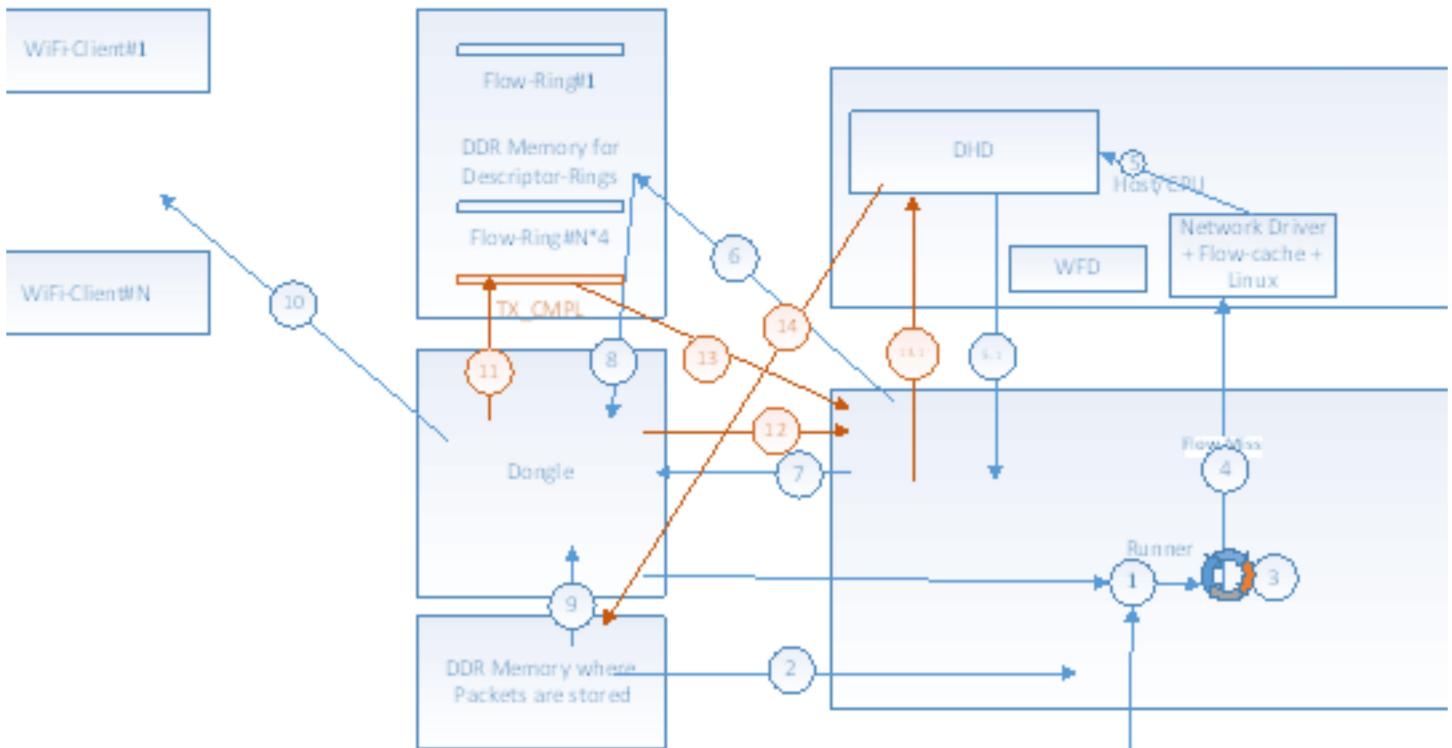 WiFi-Client#1
Flow-Ring#1
DDR Memory for
Descriptor-Rings
Flow-Ring#N*4
TX_CMPL
WiFi-Client#N
DHD
5
Host/CPU
Network Driver
+ Flow-cache +
Linux
WFD
6
10
14
8
13
11
12
7
Dongle
Flow-Miss
4
Runner
1
3
9
2
DDR Memory where
Packets are stored